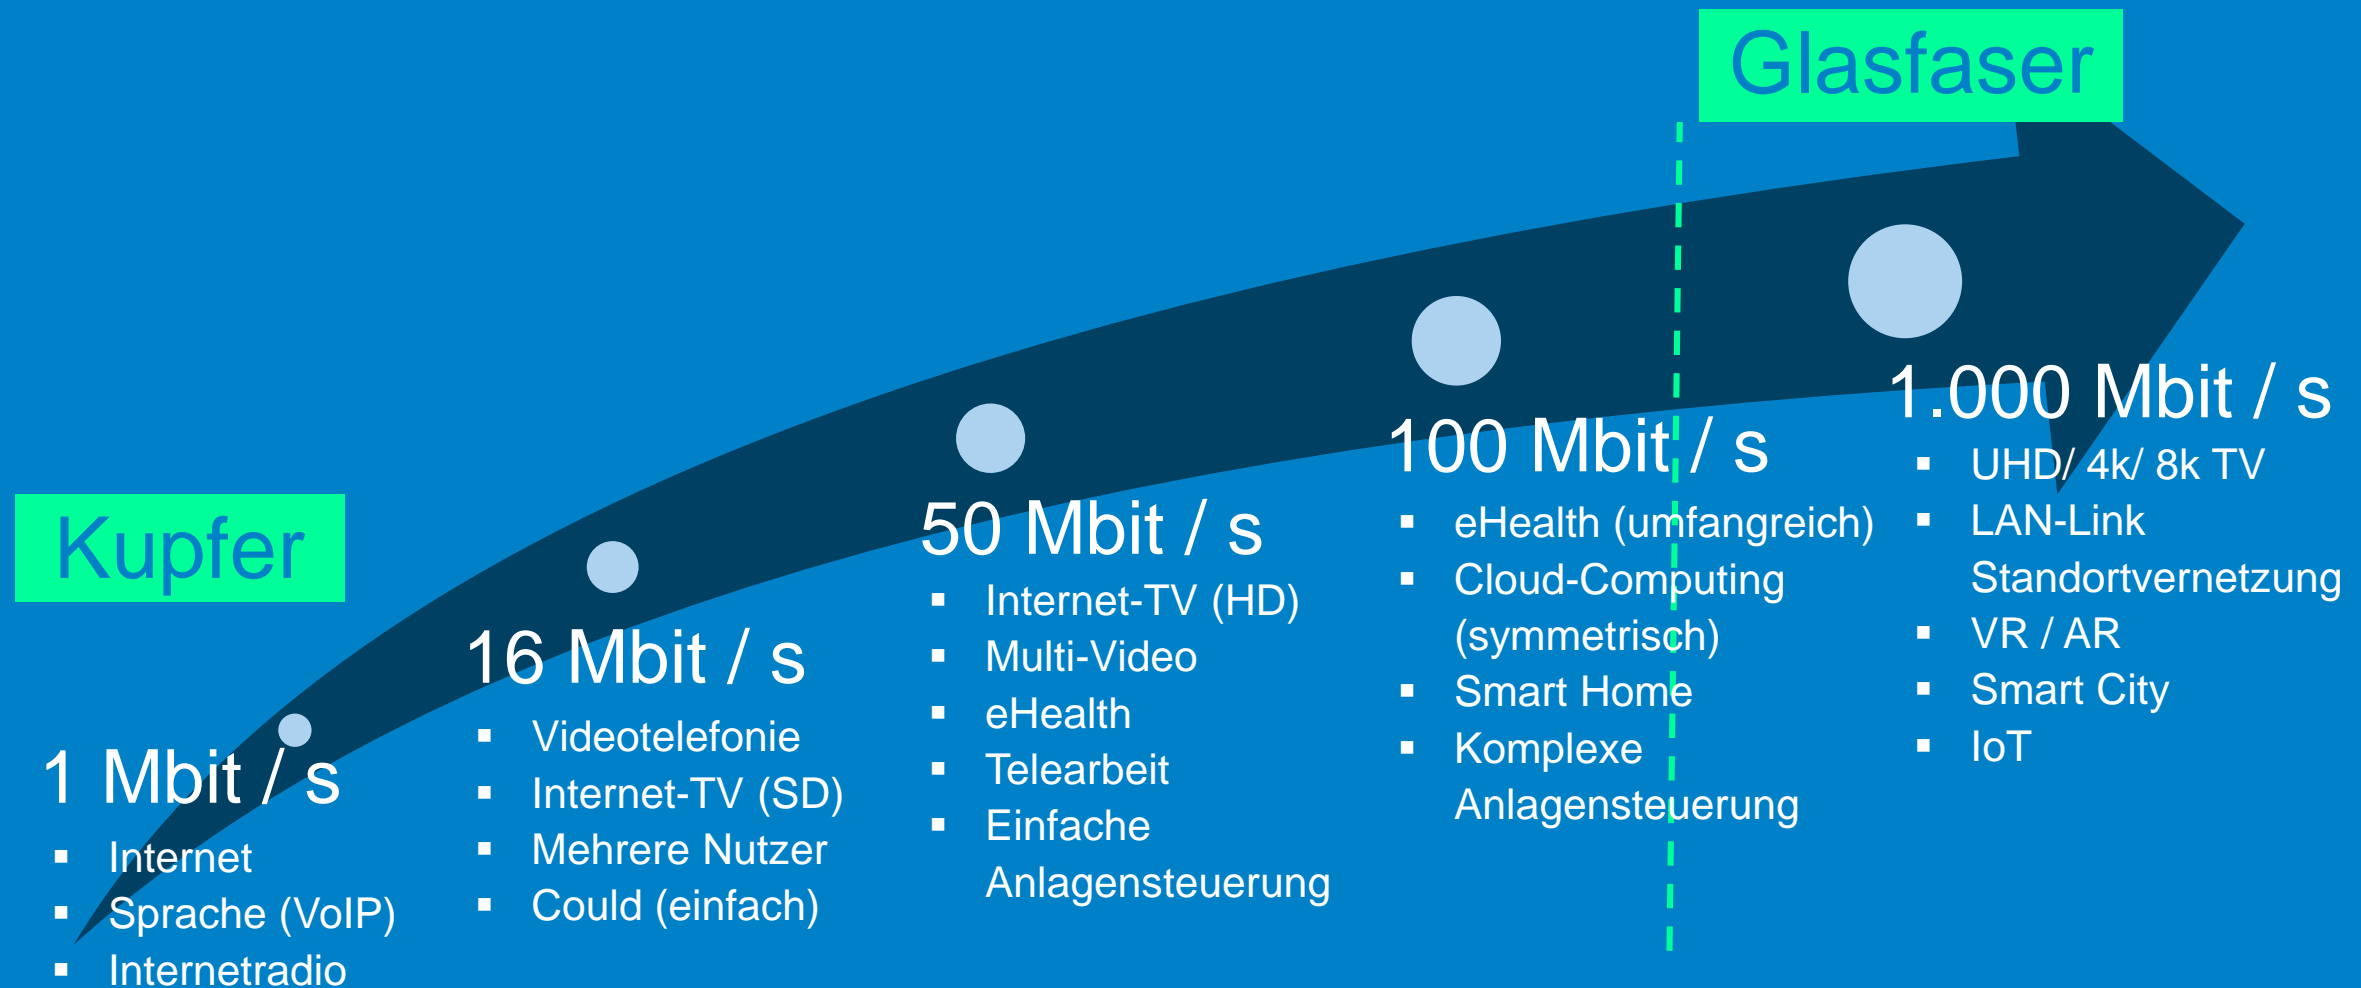 Glasfaser
Kupfer
1 Mbit / s
▪ Internet
▪ Sprache (VoIP)
▪ Internetradio
16 Mbit / s
▪ Videotelefonie
▪ Internet-TV (SD)
▪ Mehrere Nutzer
▪ Could (einfach)
50 Mbit / s
▪ Internet-TV (HD)
▪ Multi-Video
▪ eHealth
▪ Telearbeit
▪ Einfache
Anlagensteuerung
100 Mbit / s
▪ eHealth (umfangreich)
▪ Cloud-Computing
(symmetrisch)
▪ Smart Home
▪ Komplexe
Anlagensteuerung
1.000 Mbit / s
▪ UHD/ 4k/ 8k TV
▪ LAN-Link
Standortvernetzung
▪ VR / AR
▪ Smart City
▪ IoT